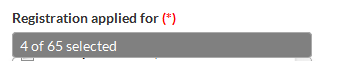 Registration applied for (*)
4 of 65 selected